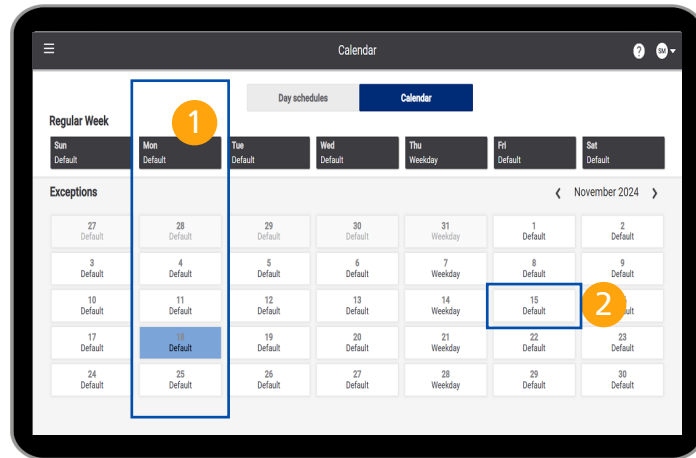 Calendar
? SM
Day schedules Calendar
Regular Week
1
Sun Mon Tue Wed Thu Fri Sat
Default Default Default Default Weekday Default Default
Exceptions < November 2024 >
27 28 29 30 31 1 2
Default Default Default Default Weekday Default Default
3 4 5 6 7 8 9
Default Default Default Default Weekday Default Default
10 11 12 13 14 15
Default Default Default Default Weekday Default
2
17 18 19 20 21 22 23
Default Default Default Default Weekday Default Default
24 25 26 27 28 29 30
Default Default Default Default Weekday Default Default